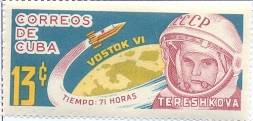 CORREOS
DE
CUBA
13¢
VOSTOK VI
TIEMPO: 71 HORAS
CCCP
TERESHKOVA